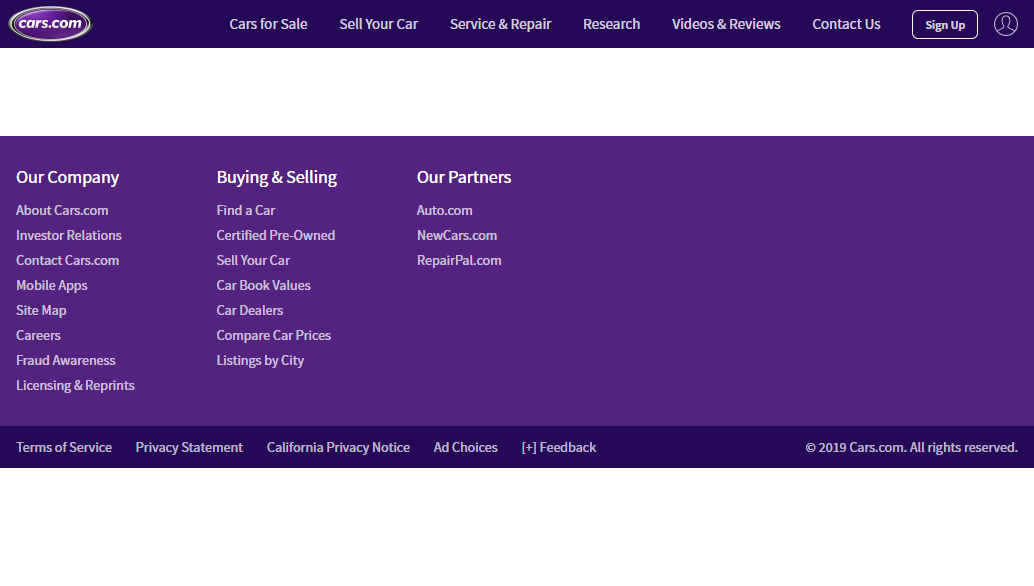 cars.com
Cars for Sale
Sell Your Car
Service & Repair
Research
Videos & Reviews
Contact Us
Sign Up
Our Company
About Cars.com
Investor Relations
Contact Cars.com
Mobile Apps
Site Map
Careers
Fraud Awareness
Licensing & Reprints
Buying & Selling
Find a Car
Certified Pre-Owned
Sell Your Car
Car Book Values
Car Dealers
Compare Car Prices
Listings by City
Our Partners
Auto.com
NewCars.com
RepairPal.com
Terms of Service
Privacy Statement
California Privacy Notice
Ad Choices
[+] Feedback
© 2019 Cars.com. All rights reserved.